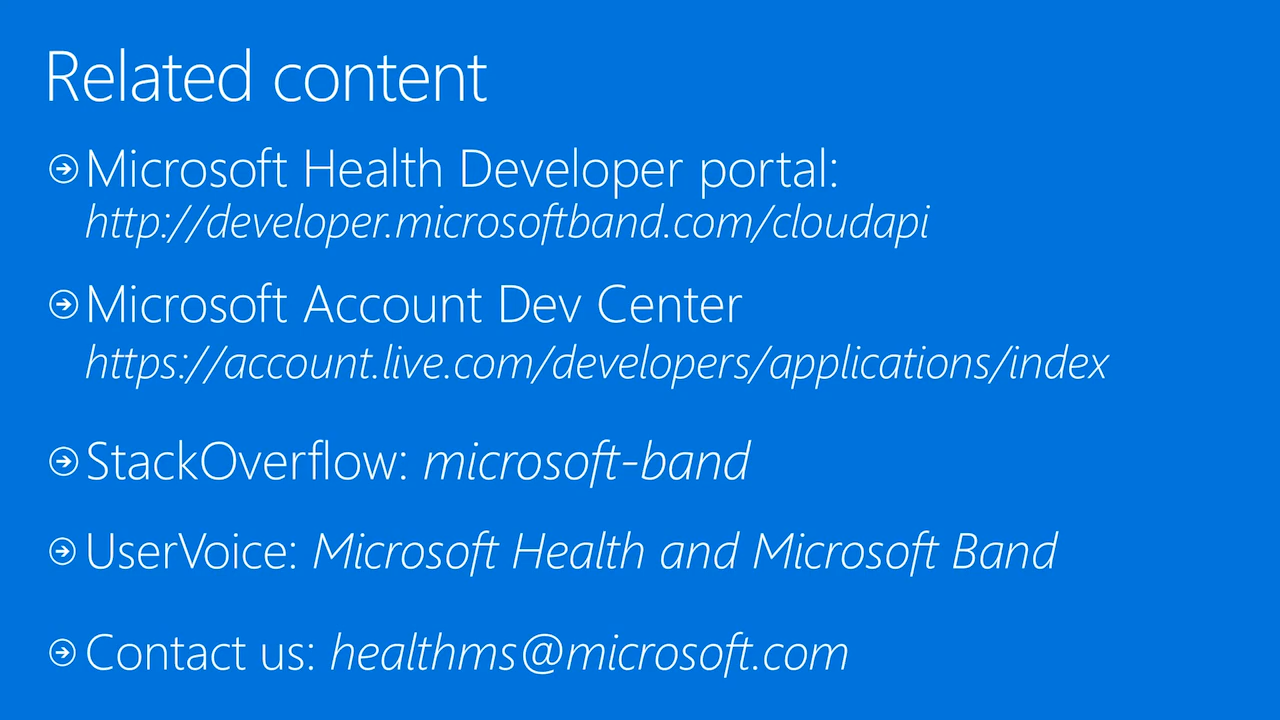 Related content
Microsoft Health Developer portal:
http://developer.microsoftband.com/cloudapi
Microsoft Account Dev Center
https://account.live.com/developers/applications/index
StackOverflow: microsoft-band
UserVoice: Microsoft Health and Microsoft Band
Contact us: healthms@microsoft.com